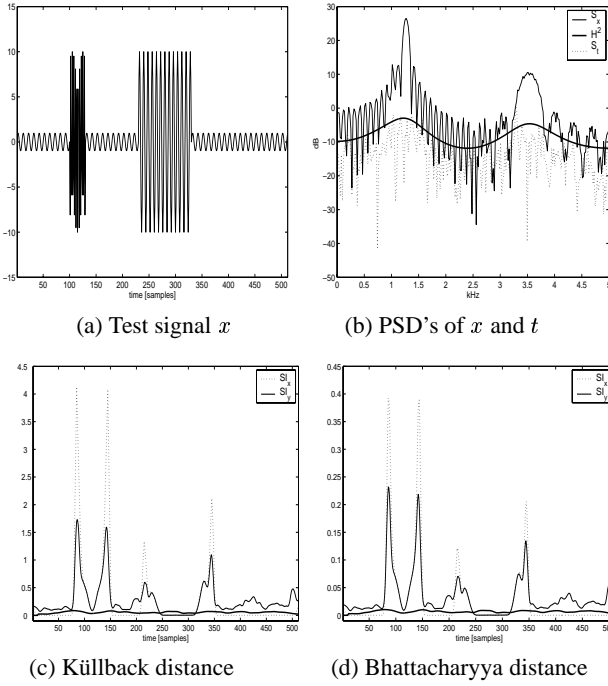 15
10
5
0
−5
−10
−15
50 100 150 200 250 300 350 400 450 500
time [samples]
(a) Test signal x
30
20
10
0
−10
−20
−30
−40
−50
dB
0 0.5 1 1.5 2 2.5 3 3.5 4 4.5 5
kHz
S_x
H^2
S_t
(b) PSD's of x and t
4.5
4
3.5
3
2.5
2
1.5
1
0.5
0
50 100 150 200 250 300 350 400 450 500
time [samples]
SI_x
SI_y
(c) Küllback distance
0.45
0.4
0.35
0.3
0.25
0.2
0.15
0.1
0.05
0
50 100 150 200 250 300 350 400 450 500
time [samples]
SI_x
SI_y
(d) Bhattacharyya distance